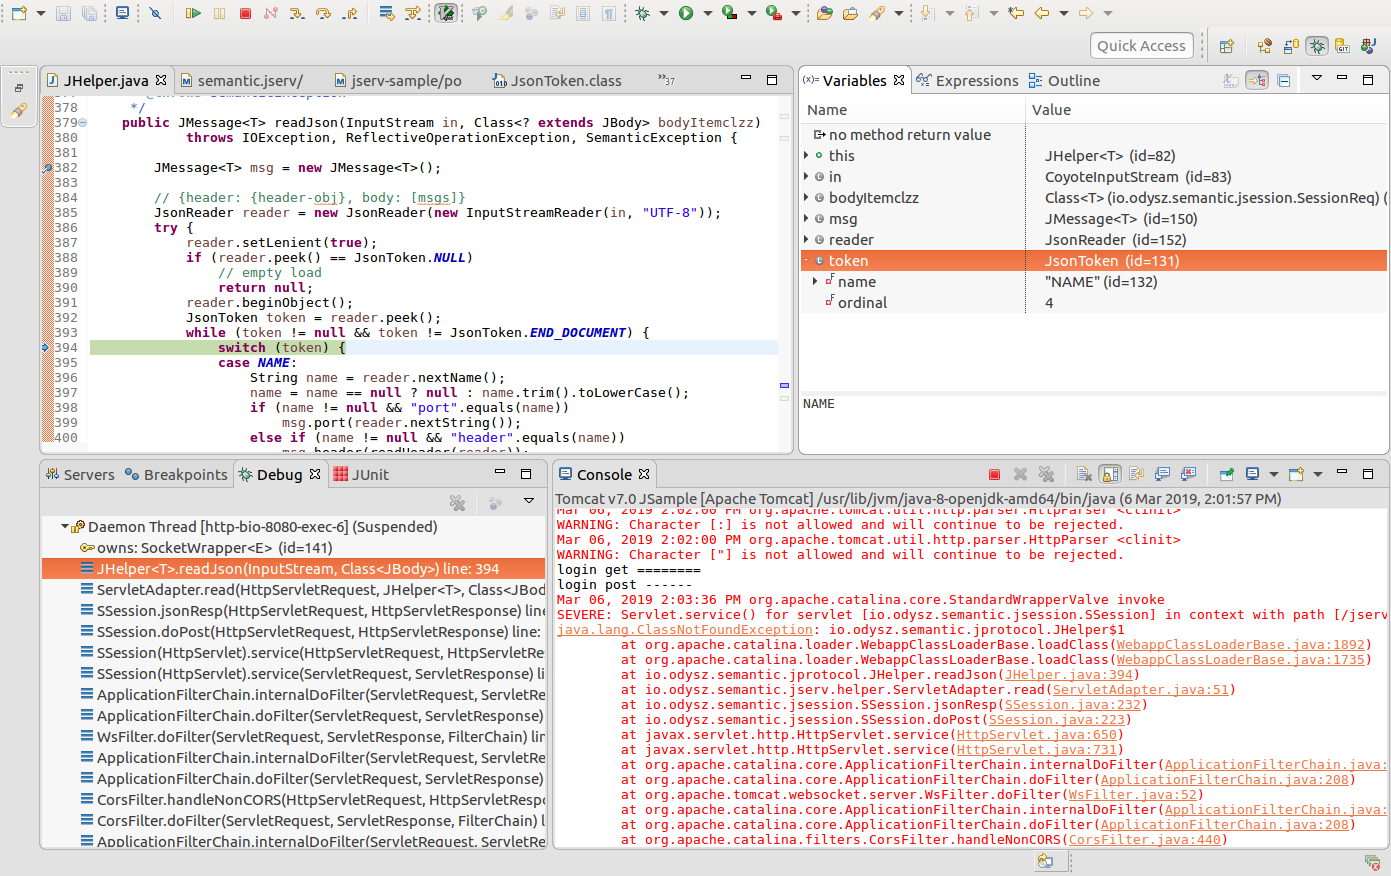 Quick Access
JHelper.java
semantic.jserv/
jserv-sample/po
JsonToken.class
»37
378 */
379 public JMessage<T> readJson(InputStream in, Class<? extends JBody> bodyItemclzz)
380 throws IOException, ReflectiveOperationException, SemanticException {
381
382 JMessage<T> msg = new JMessage<T>();
383
384 // {header: {header-obj}, body: [msgs]}
385 JsonReader reader = new JsonReader(new InputStreamReader(in, "UTF-8"));
386 try {
387 reader.setLenient(true);
388 if (reader.peek() == JsonToken.NULL)
389 // empty load
390 return null;
391 reader.beginObject();
392 JsonToken token = reader.peek();
393 while (token != null && token != JsonToken.END_DOCUMENT) {
394 switch (token) {
395 case NAME:
396 String name = reader.nextName();
397 name = name == null ? null : name.trim().toLowerCase();
398 if (name != null && "port".equals(name))
399 msg.port(reader.nextString());
400 else if (name != null && "header".equals(name))
msg.header(readHeader(reader));
(x)= Variables
Expressions
Outline
Name Value
no method return value
this JHelper<T> (id=82)
in CoyoteInputStream (id=83)
bodyItemclzz Class<T> (io.odysz.semantic.jsession.SessionReq) (
msg JMessage<T> (id=150)
reader JsonReader (id=152)
token JsonToken (id=131)
name "NAME" (id=132)
ordinal 4
NAME
Servers
Breakpoints
Debug
JUnit
Daemon Thread [http-bio-8080-exec-6] (Suspended)
owns: SocketWrapper<E> (id=141)
JHelper<T>.readJson(InputStream, Class<JBody>) line: 394
ServletAdapter.read(HttpServletRequest, JHelper<T>, Class<JBod
SSession.jsonResp(HttpServletRequest, HttpServletResponse) line
SSession.doPost(HttpServletRequest, HttpServletResponse) line:
SSession(HttpServlet).service(HttpServletRequest, HttpServletRe
SSession(HttpServlet).service(ServletRequest, ServletResponse) l
ApplicationFilterChain.internalDoFilter(ServletRequest, ServletRe
ApplicationFilterChain.doFilter(ServletRequest, ServletResponse)
WsFilter.doFilter(ServletRequest, ServletResponse, FilterChain) lin
ApplicationFilterChain.internalDoFilter(ServletRequest, ServletRe
ApplicationFilterChain.doFilter(ServletRequest, ServletResponse)
CorsFilter.handleNonCORS(HttpServletRequest, HttpServletRespo
CorsFilter.doFilter(ServletRequest, ServletResponse, FilterChain) l
ApplicationFilterChain.internalDoFilter(ServletRequest, ServletRe
Console
Tomcat v7.0 JSample [Apache Tomcat] /usr/lib/jvm/java-8-openjdk-amd64/bin/java (6 Mar 2019, 2:01:57 PM)
Mar 06, 2019 2:02:00 PM org.apache.tomcat.util.http.parser.HttpParser <clinit>
WARNING: Character [:] is not allowed and will continue to be rejected.
Mar 06, 2019 2:02:00 PM org.apache.tomcat.util.http.parser.HttpParser <clinit>
WARNING: Character ["] is not allowed and will continue to be rejected.
login get ========
login post ------
Mar 06, 2019 2:03:36 PM org.apache.catalina.core.StandardWrapperValve invoke
SEVERE: Servlet.service() for servlet [io.odysz.semantic.jsession.SSession] in context with path [/jserv
java.lang.ClassNotFoundException: io.odysz.semantic.jprotocol.JHelper$1
at org.apache.catalina.loader.WebappClassLoaderBase.loadClass(WebappClassLoaderBase.java:1892)
at org.apache.catalina.loader.WebappClassLoaderBase.loadClass(WebappClassLoaderBase.java:1735)
at io.odysz.semantic.jprotocol.JHelper.readJson(JHelper.java:394)
at io.odysz.semantic.jserv.helper.ServletAdapter.read(ServletAdapter.java:51)
at io.odysz.semantic.jsession.SSession.jsonResp(SSession.java:232)
at io.odysz.semantic.jsession.SSession.doPost(SSession.java:223)
at javax.servlet.http.HttpServlet.service(HttpServlet.java:650)
at javax.servlet.http.HttpServlet.service(HttpServlet.java:731)
at org.apache.catalina.core.ApplicationFilterChain.internalDoFilter(ApplicationFilterChain.java:
at org.apache.catalina.core.ApplicationFilterChain.doFilter(ApplicationFilterChain.java:208)
at org.apache.tomcat.websocket.server.WsFilter.doFilter(WsFilter.java:52)
at org.apache.catalina.core.ApplicationFilterChain.internalDoFilter(ApplicationFilterChain.java:
at org.apache.catalina.core.ApplicationFilterChain.doFilter(ApplicationFilterChain.java:208)
at org.apache.catalina.filters.CorsFilter.handleNonCORS(CorsFilter.java:440)